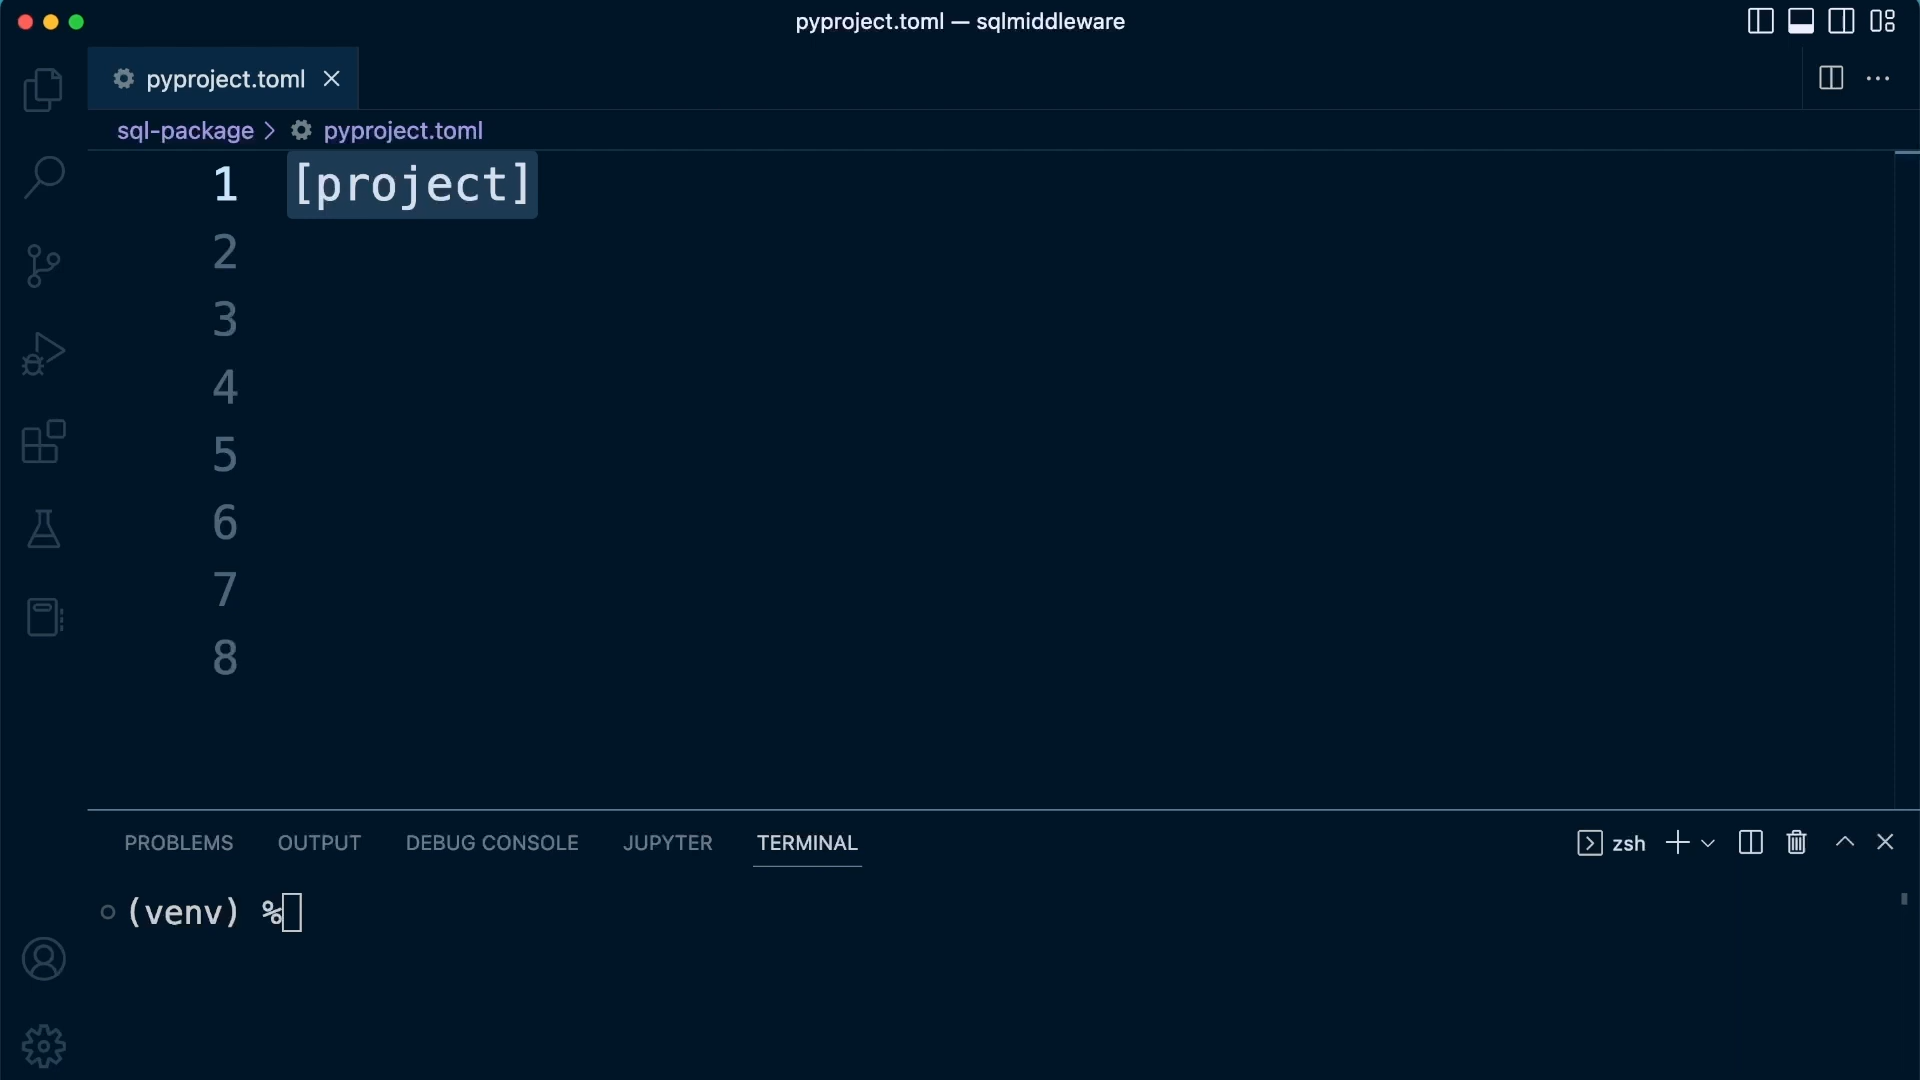 pyproject.toml — sqlmiddleware
pyproject.toml
sql-package > pyproject.toml
1 [project]
2
3
4
5
6
7
8
PROBLEMS OUTPUT DEBUG CONSOLE JUPYTER TERMINAL zsh
(venv) %